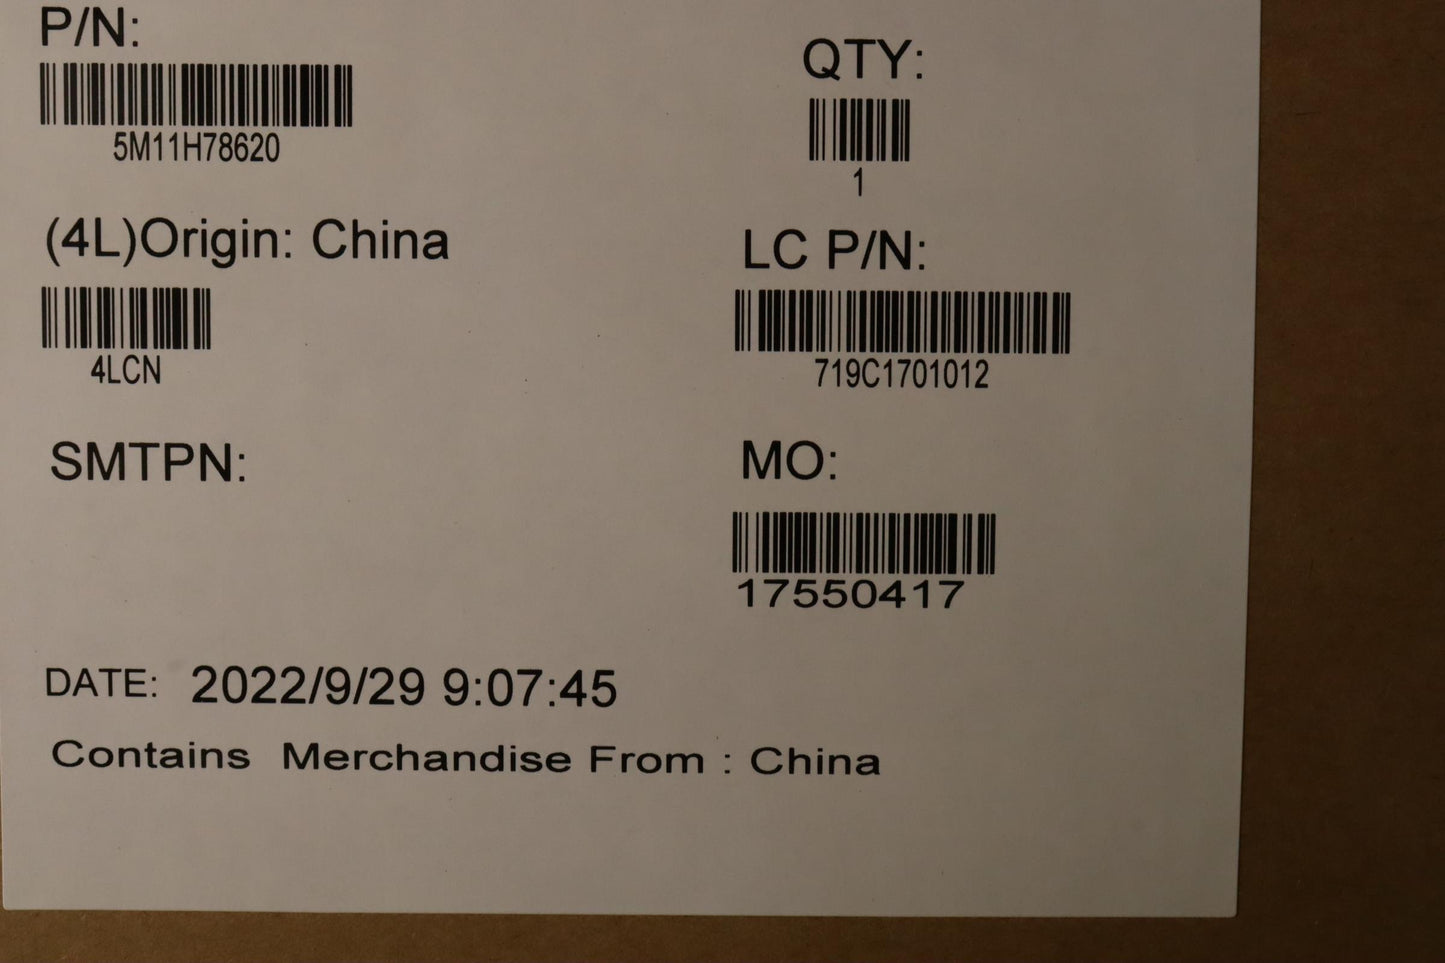 P/N:
5M11H78620
QTY:
1
(4L)Origin: China
4LCN
LC P/N:
719C1701012
SMTPN:
MO:
17550417
DATE: 2022/9/29 9:07:45
Contains Merchandise From : China